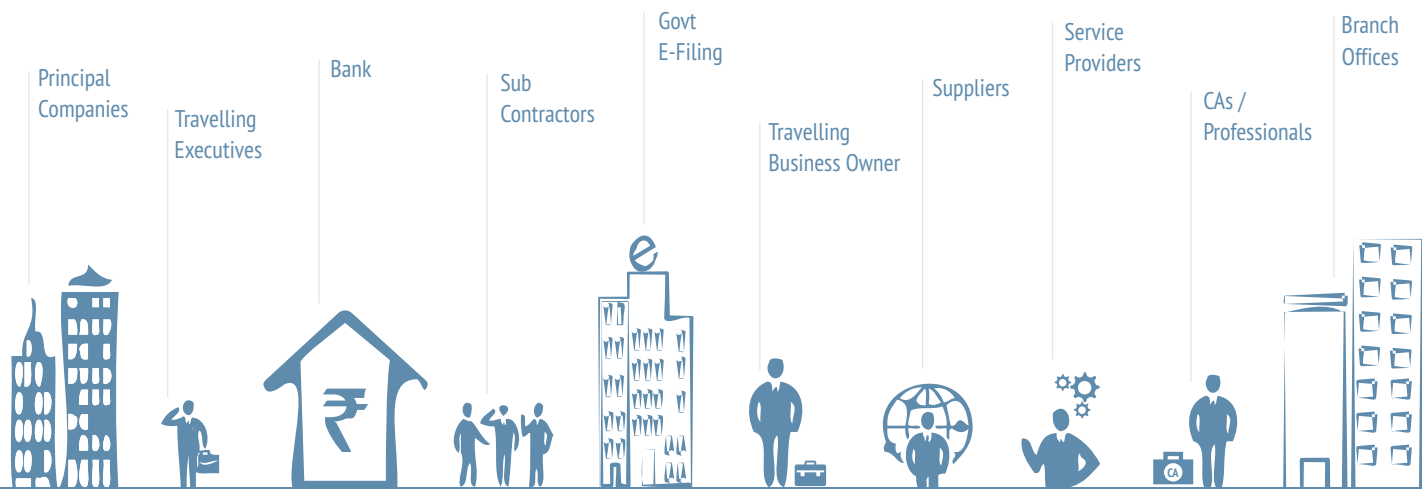 Principal
Companies
Travelling
Executives
Bank
Sub
Contractors
Govt
E-Filing
Travelling
Business Owner
Suppliers
Service
Providers
CAs /
Professionals
Branch
Offices
e
₹
CA